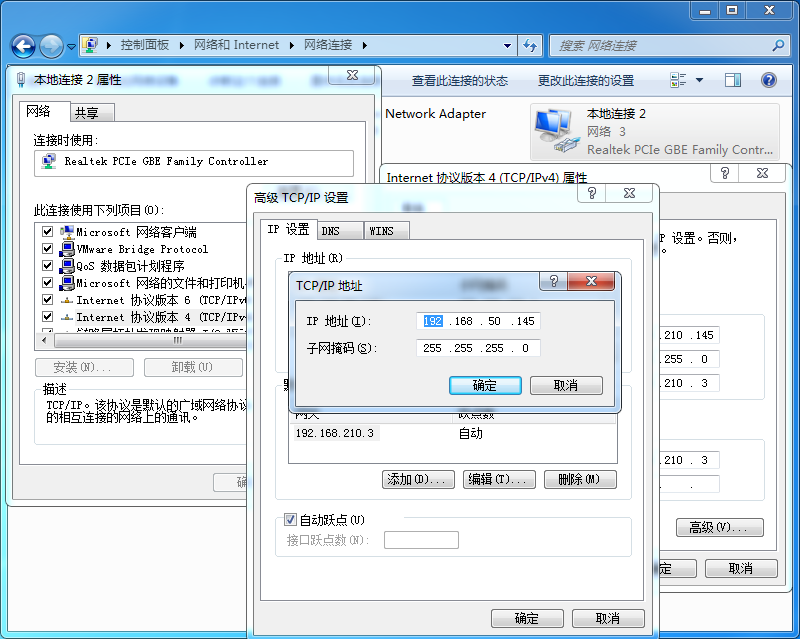 控制面板 ▸ 网络和 Internet ▸ 网络连接 ▸
搜索 网络连接
查看此连接的状态
更改此连接的设置
Network Adapter
本地连接 2
网络 3
Realtek PCIe GBE Family Contr...
本地连接 2 属性
网络
共享
连接时使用:
Realtek PCIe GBE Family Controller
此连接使用下列项目(O):
Microsoft 网络客户端
VMware Bridge Protocol
QoS 数据包计划程序
Microsoft 网络的文件和打印机
Internet 协议版本 6 (TCP/IPv
Internet 协议版本 4 (TCP/IPv
安装(N)...
卸载(U)
描述
TCP/IP。该协议是默认的广域网络协议
的相互连接的网络上的通讯。
Internet 协议版本 4 (TCP/IPv4) 属性
IP 设置。否则,
210 .145
255 . 0
210 . 3
210 . 3
高级(V)...
定
取消
高级 TCP/IP 设置
IP 设置
DNS
WINS
IP 地址(R)
TCP/IP 地址
IP 地址(I):
192 .168 . 50 .145
子网掩码(S):
255 .255 .255 . 0
确定
取消
192.168.210.3
自动
添加(D)...
编辑(T)...
删除(M)
自动跃点(U)
接口跃点数(N):
确定
取消